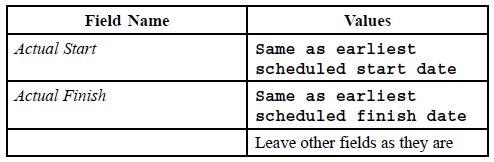 Field Name Values
Actual Start Same as earliest
scheduled start date
Actual Finish Same as earliest
scheduled finish date
Leave other fields as they are